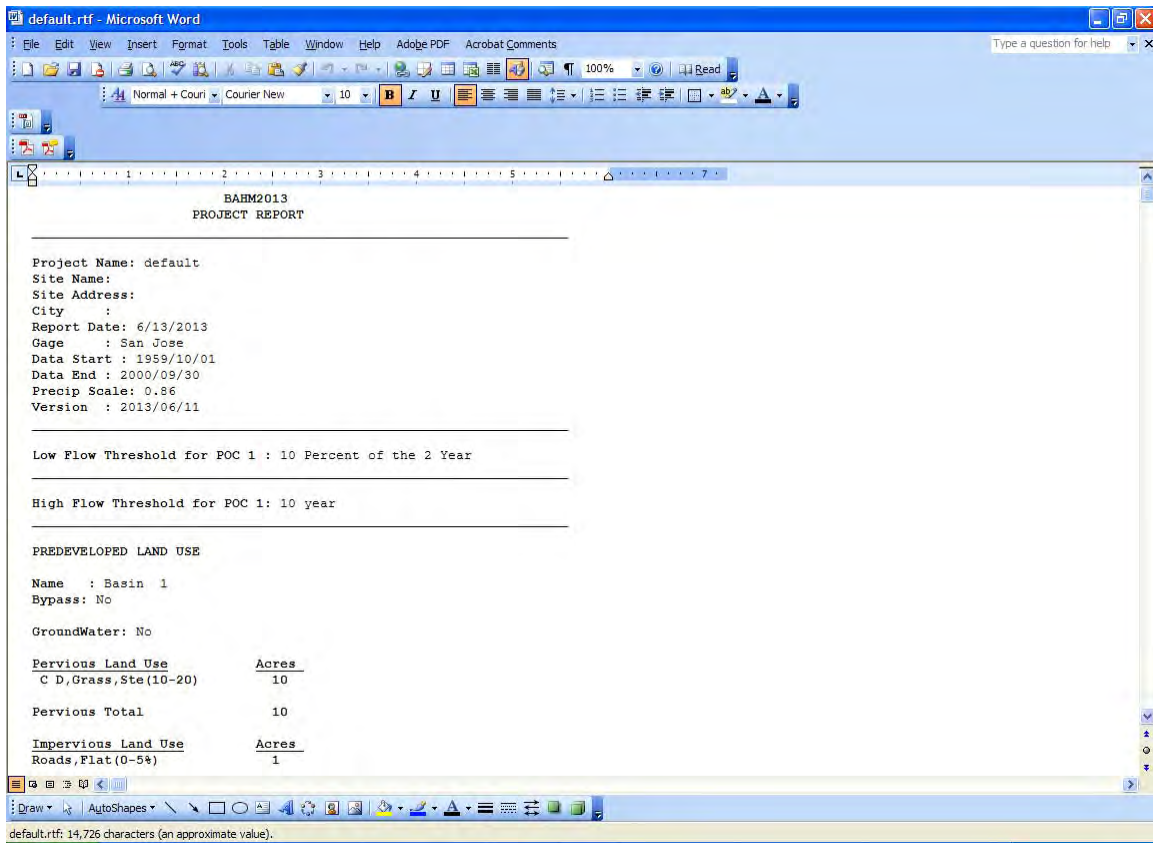 default.rtf - Microsoft Word
File Edit View Insert Format Tools Table Window Help Adobe PDF Acrobat Comments
Type a question for help
100% Read
Normal + Couri Courier New 10 B I U
1 2 3 4 5 7
BAHM2013
PROJECT REPORT
Project Name: default
Site Name:
Site Address:
City :
Report Date: 6/13/2013
Gage : San Jose
Data Start : 1959/10/01
Data End : 2000/09/30
Precip Scale: 0.86
Version : 2013/06/11
Low Flow Threshold for POC 1 : 10 Percent of the 2 Year
High Flow Threshold for POC 1: 10 year
PREDEVELOPED LAND USE
Name : Basin 1
Bypass: No
GroundWater: No
Pervious Land Use Acres
C D,Grass,Ste(10-20) 10
Pervious Total 10
Impervious Land Use Acres
Roads,Flat(0-5%) 1
Draw AutoShapes
default.rtf: 14,726 characters (an approximate value).